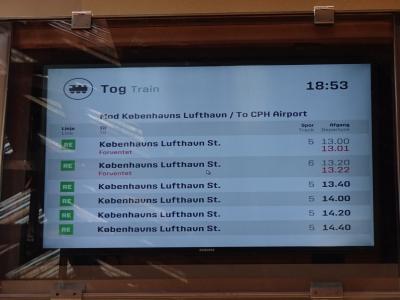 Tog Train 18:53
Mod Københavns Lufthavn / To CPH Airport
Linje Til Spor Afgang
Line To Track Departure
RE Københavns Lufthavn St. 5 13.00
Forventet 13.01
RE Københavns Lufthavn St. 6 13.20
Forventet 13.22
RE Københavns Lufthavn St. 5 13.40
RE Københavns Lufthavn St. 5 14.00
RE Københavns Lufthavn St. 5 14.20
RE Københavns Lufthavn St. 5 14.40
SAMSUNG